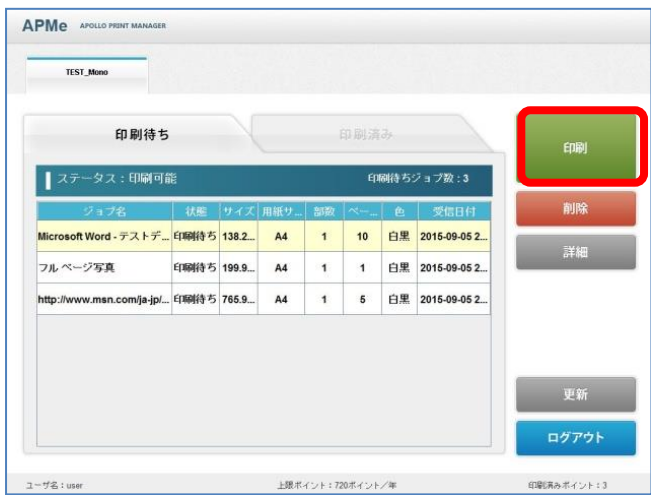 APMe APOLLO PRINT MANAGER
TEST_Mono
印刷待ち 印刷済み
印刷
ステータス：印刷可能 印刷待ちジョブ数：3
ジョブ名 状態 サイズ 用紙サ... 部数 ペー... 色 受信日付
削除
Microsoft Word - テストデ... 印刷待ち 138.2... A4 1 10 白黒 2015-09-05 2...
詳細
フル ページ写真 印刷待ち 199.9... A4 1 1 白黒 2015-09-05 2...
http://www.msn.com/ja-jp/... 印刷待ち 765.9... A4 1 5 白黒 2015-09-05 2...
更新
ログアウト
ユーザ名：user 上限ポイント：720ポイント／年 印刷済みポイント：3